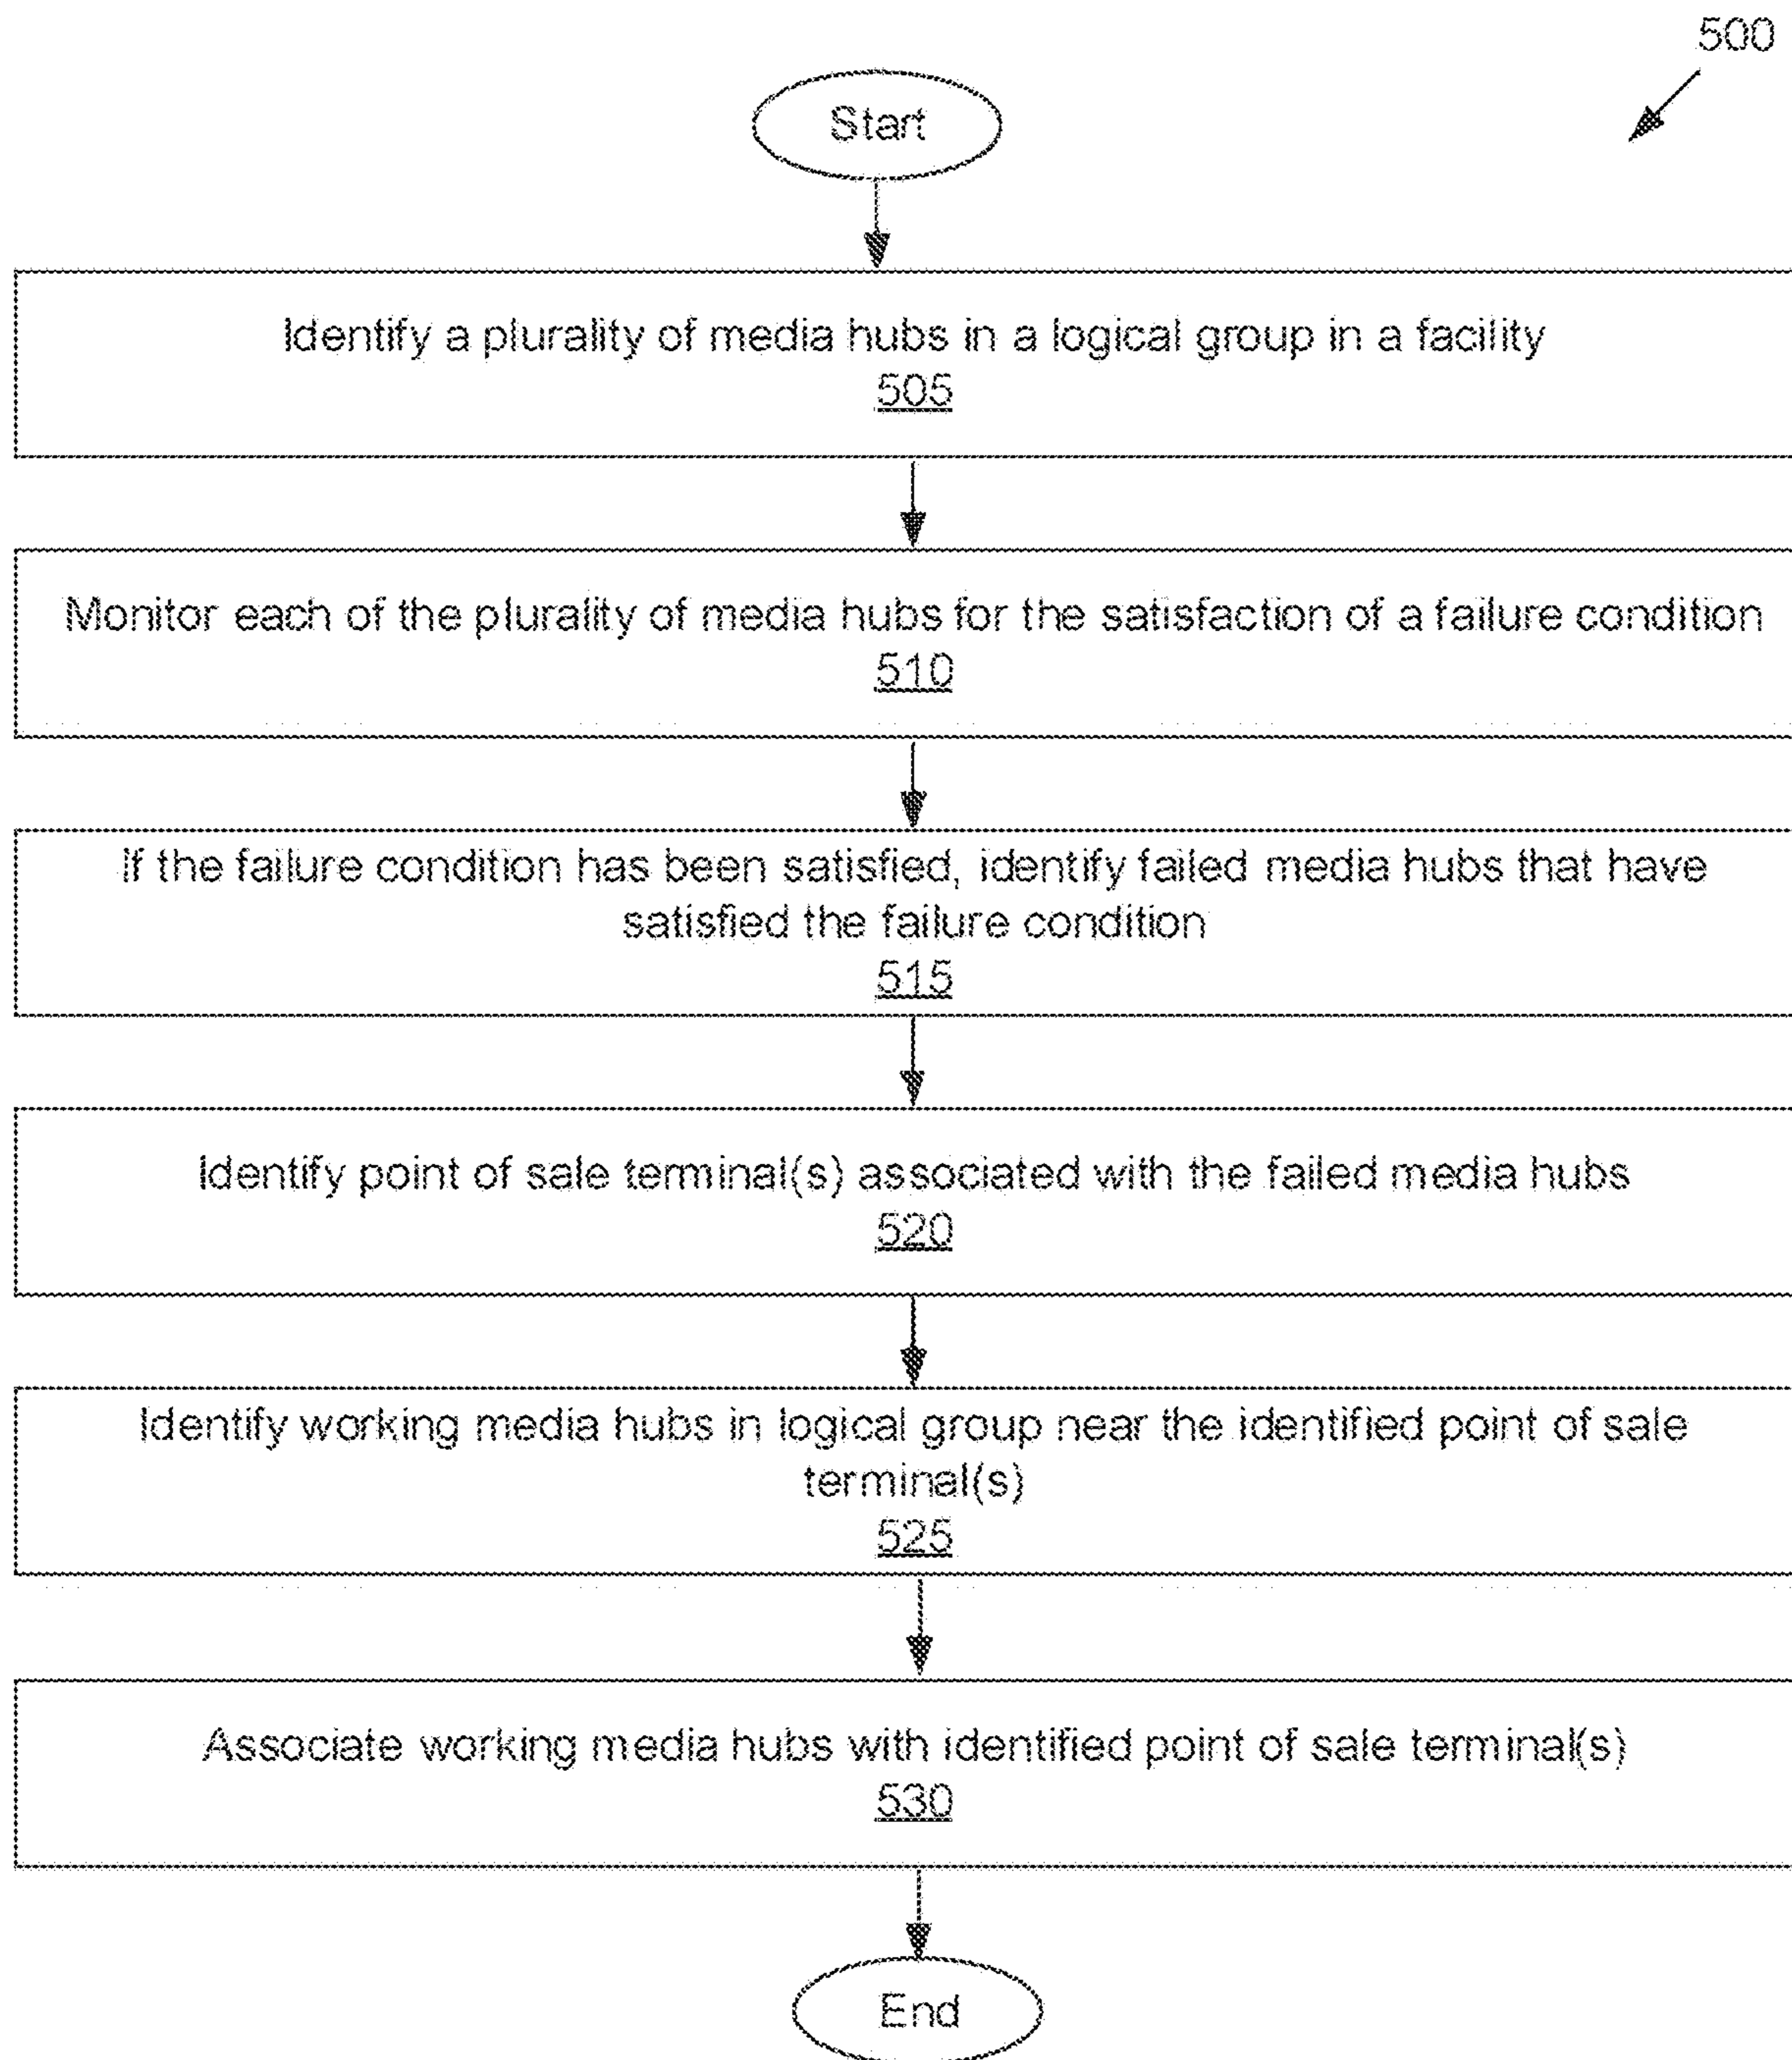 500
Start
Identify a plurality of media hubs in a logical group in a facility
505
Monitor each of the plurality of media hubs for the satisfaction of a failure condition
510
If the failure condition has been satisfied, identify failed media hubs that have
satisfied the failure condition
515
Identify point of sale terminal(s) associated with the failed media hubs
520
Identify working media hubs in logical group near the identified point of sale
terminal(s)
525
Associate working media hubs with identified point of sale terminal(s)
530
End